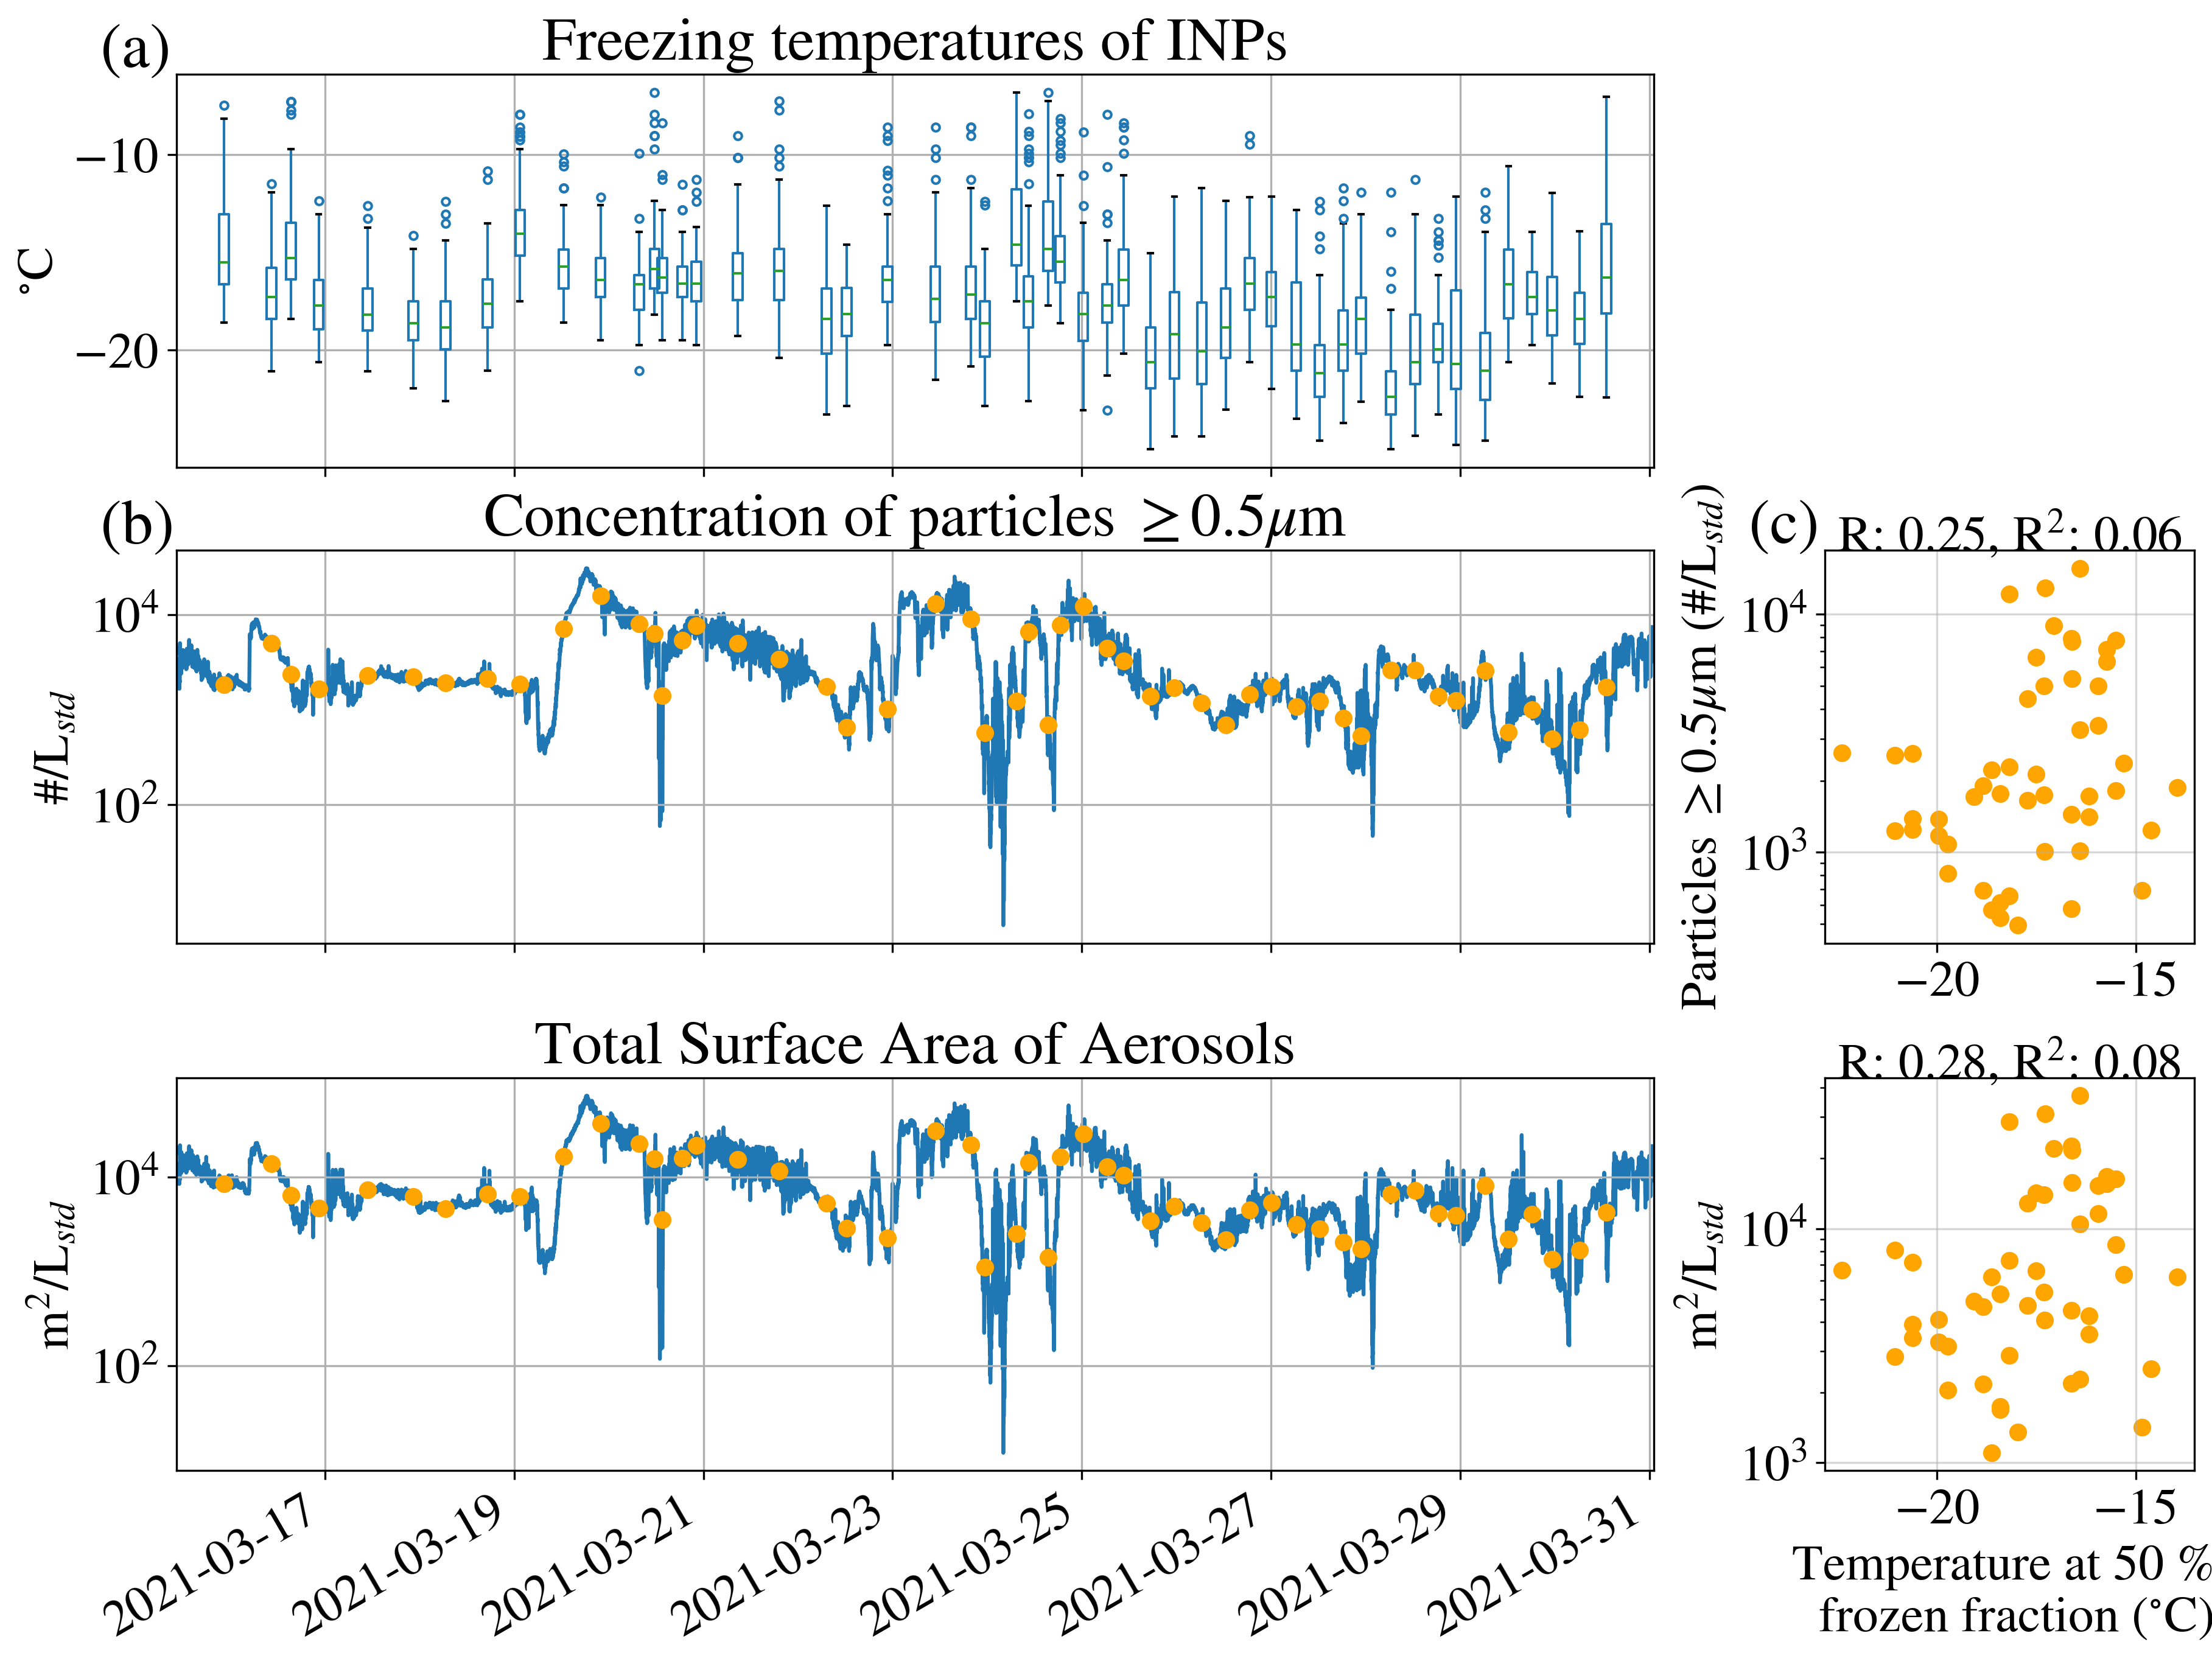 (a)
Freezing temperatures of INPs
−10
−20
°C
(b)
Concentration of particles ≥0.5μm
10⁴
10²
#/L_std
(c)
R: 0.25, R²: 0.06
Particles ≥0.5μm (#/L_std)
10⁴
10³
−20 −15
Total Surface Area of Aerosols
10⁴
10²
m²/L_std
2021-03-17 2021-03-19 2021-03-21 2021-03-23 2021-03-25 2021-03-27 2021-03-29 2021-03-31
R: 0.28, R²: 0.08
m²/L_std
10⁴
10³
−20 −15
Temperature at 50 %
frozen fraction (°C)